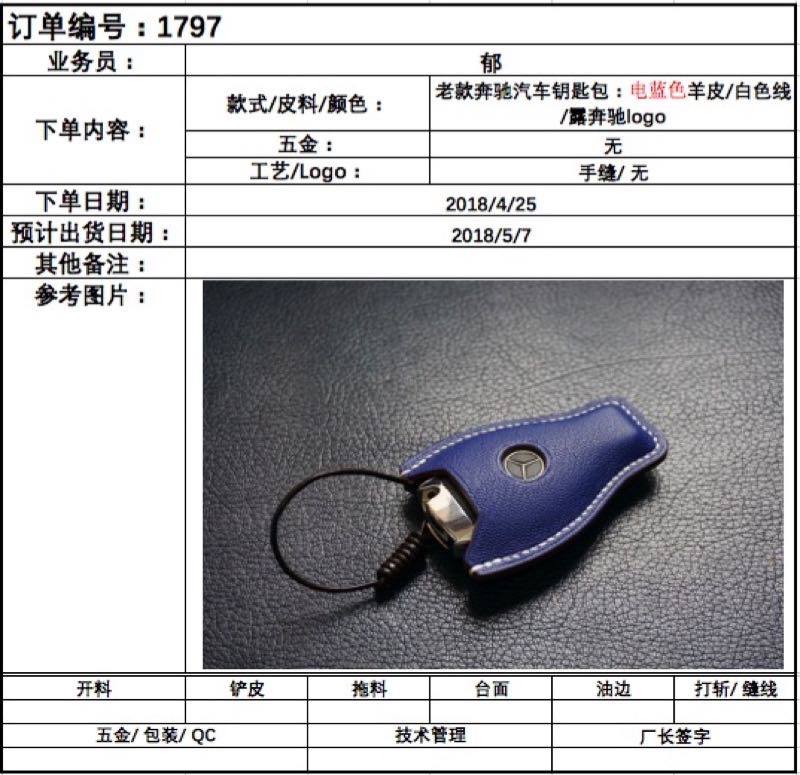 订单编号：1797
业务员： 郁
下单内容：
款式/皮料/颜色： 老款奔驰汽车钥匙包：电蓝色羊皮/白色线
/露奔驰logo
五金： 无
工艺/Logo： 手缝/ 无
下单日期： 2018/4/25
预计出货日期： 2018/5/7
其他备注：
参考图片：
开料 铲皮 拖料 台面 油边 打斩/ 缝线
五金/ 包装/ QC 技术管理 厂长签字